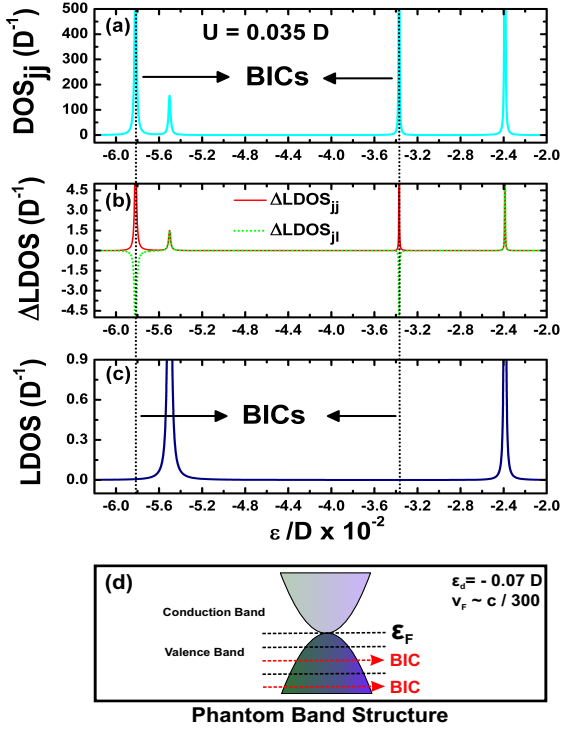 (a)
U = 0.035 D
BICs
DOSjj (D-1)
500
400
300
200
100
0
-6.0 -5.6 -5.2 -4.8 -4.4 -4.0 -3.6 -3.2 -2.8 -2.4 -2.0
(b)
ΔLDOSjj
ΔLDOSjl
ΔLDOS (D-1)
4.5
3.0
1.5
0.0
-1.5
-3.0
-4.5
-6.0 -5.6 -5.2 -4.8 -4.4 -4.0 -3.6 -3.2 -2.8 -2.4 -2.0
(c)
BICs
LDOS (D-1)
0.9
0.6
0.3
0.0
-6.0 -5.6 -5.2 -4.8 -4.4 -4.0 -3.6 -3.2 -2.8 -2.4 -2.0
ε /D x 10-2
(d)
εd= - 0.07 D
vF ~ c / 300
Conduction Band
εF
Valence Band
BIC
BIC
Phantom Band Structure